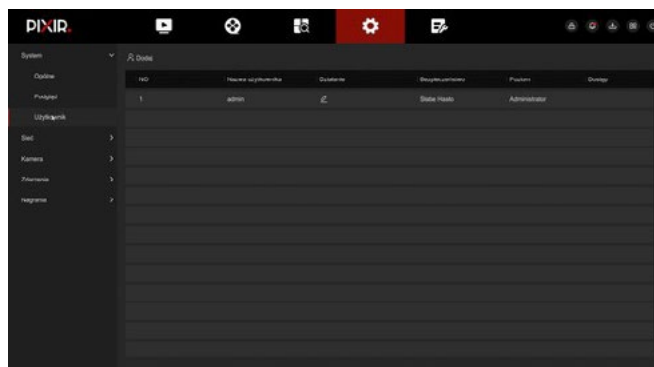 PIXIR.
System
Dodaj
Ogólne
NO Nazwa użytkownika Działanie Bezpieczeństwo Poziom Dostęp
Podgląd
1 admin Słabe Hasło Administrator
Użytkownik
Sieć
Kamera
Zdarzenia
Nagrania